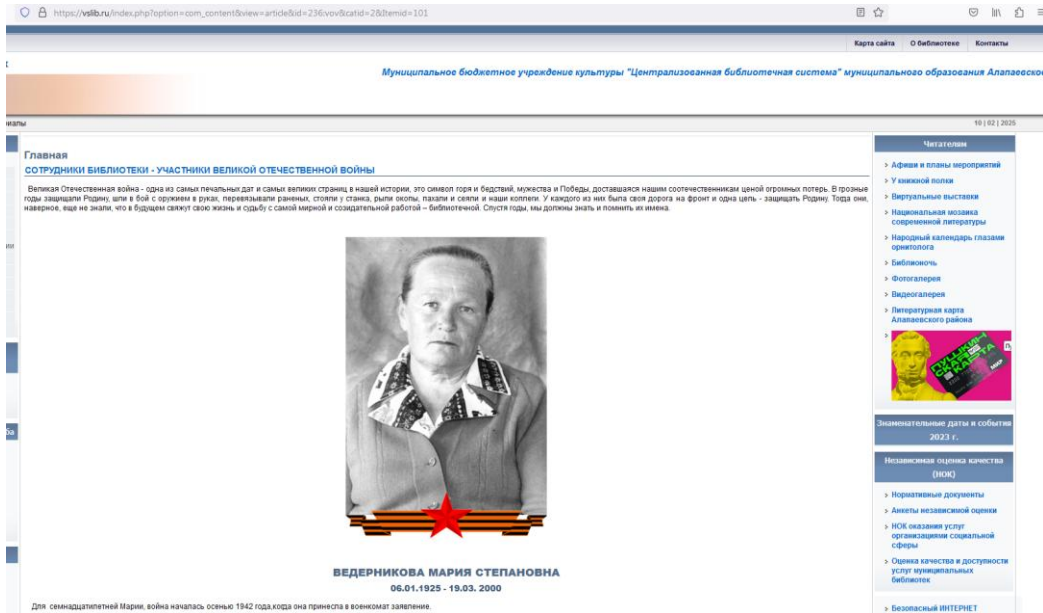 https://vslib.ru/index.php?option=com_content&view=article&id=236:vov&catid=2&Itemid=101
Карта сайта О библиотеке Контакты
Муниципальное бюджетное учреждение культуры "Централизованная библиотечная система" муниципального образования Алапаевско
10 | 02 | 2025
Главная
СОТРУДНИКИ БИБЛИОТЕКИ - УЧАСТНИКИ ВЕЛИКОЙ ОТЕЧЕСТВЕННОЙ ВОЙНЫ
Великая Отечественная война - одна из самых печальных дат и самых великих страниц в нашей истории, это символ горя и бедствий, мужества и Победы, доставшаяся нашим соотечественникам ценой огромных потерь. В грозные
годы защищали Родину, шли в бой с оружием в руках, перевязывали раненых, стояли у станка, рыли окопы, пахали и сеяли и наши коллеги. У каждого из них была своя дорога на фронт и одна цель - защищать Родину. Тогда они,
наверное, еще не знали, что в будущем свяжут свою жизнь и судьбу с самой мирной и созидательной работой – библиотечной. Спустя годы, мы должны знать и помнить их имена.
ВЕДЕРНИКОВА МАРИЯ СТЕПАНОВНА
06.01.1925 - 19.03. 2000
Для семнадцатилетней Марии, война началась осенью 1942 года,когда она принесла в военкомат заявление.
Читателям
Афиши и планы мероприятий
У книжной полки
Виртуальные выставки
Национальная мозаика
современной литературы
Народный календарь глазами
орнитолога
Библионочь
Фотогалерея
Видеогалерея
Литературная карта
Алапаевского района
ПУШКИН
СКАЯ
КАРТА
МИР
Знаменательные даты и события
2023 г.
Независимая оценка качества
(НОК)
Нормативные документы
Анкеты независимой оценки
НОК оказания услуг
организациями социальной
сферы
Оценка качества и доступности
услуг муниципальных
библиотек
Безопасный ИНТЕРНЕТ